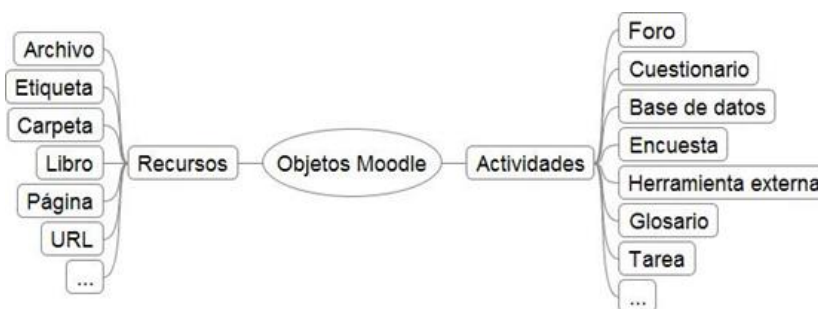 Archivo
Etiqueta
Carpeta
Libro
Página
URL
...
Recursos
Objetos Moodle
Actividades
Foro
Cuestionario
Base de datos
Encuesta
Herramienta externa
Glosario
Tarea
...